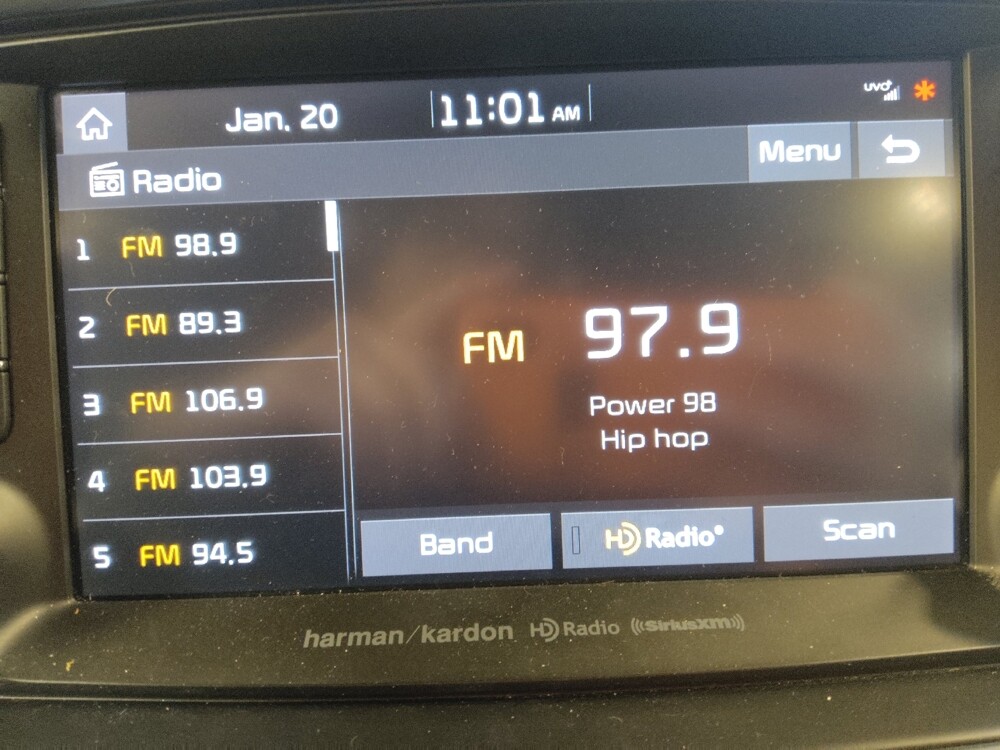 Jan. 20 11:01 AM UVO
Radio Menu
1 FM 98.9
2 FM 89.3
3 FM 106.9
4 FM 103.9
5 FM 94.5
FM 97.9
Power 98
Hip hop
Band HD Radio® Scan
harman/kardon HD Radio ((SiriusXM))